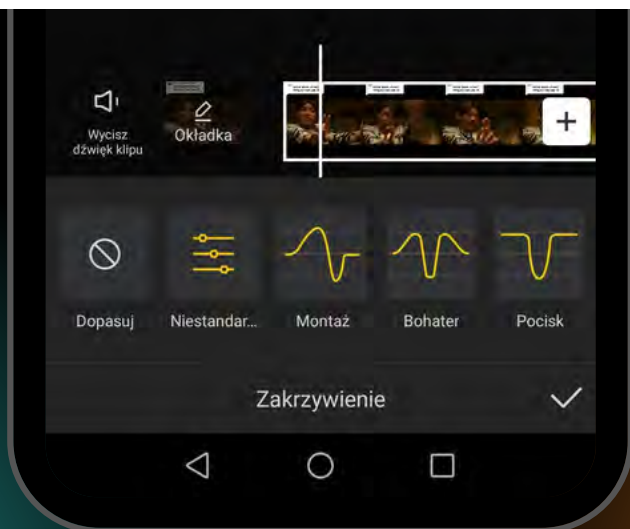 Wycisz
dźwięk klipu
Okładka
Dopasuj
Niestandar...
Montaż
Bohater
Pocisk
Zakrzywienie